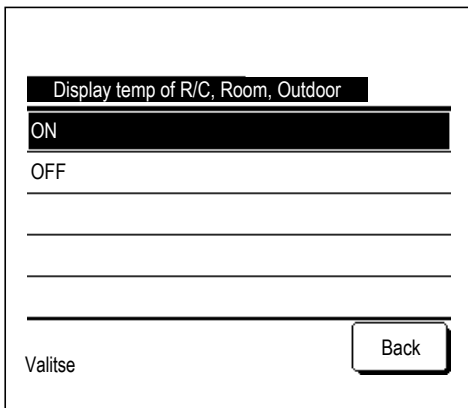 Display temp of R/C, Room, Outdoor
ON
OFF
Valitse
Back